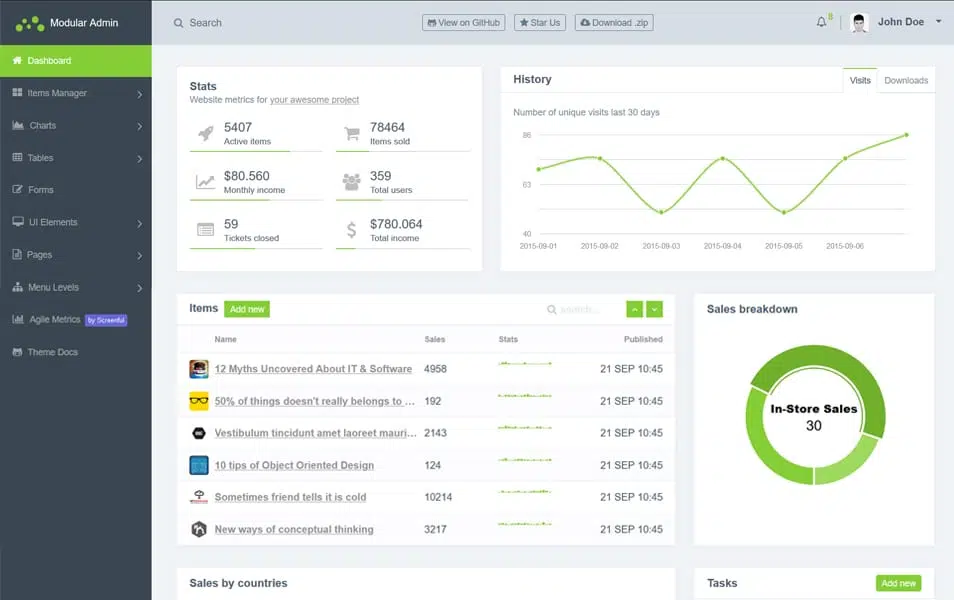 Modular Admin
Search
View on GitHub
Star Us
Download .zip
8
John Doe
Dashboard
Items Manager
Charts
Tables
Forms
UI Elements
Pages
Menu Levels
Agile Metrics by Screenful
Theme Docs
Stats
Website metrics for your awesome project
5407
Active items
78464
Items sold
$80.560
Monthly income
359
Total users
59
Tickets closed
$780.064
Total income
History
Visits
Downloads
Number of unique visits last 30 days
86
63
40
2015-09-01 2015-09-02 2015-09-03 2015-09-04 2015-09-05 2015-09-06
Items Add new
search...
Name Sales Stats Published
12 Myths Uncovered About IT & Software 4958 21 SEP 10:45
50% of things doesn't really belongs to ... 192 21 SEP 10:45
Vestibulum tincidunt amet laoreet mauri... 2143 21 SEP 10:45
10 tips of Object Oriented Design 124 21 SEP 10:45
Sometimes friend tells it is cold 10214 21 SEP 10:45
New ways of conceptual thinking 3217 21 SEP 10:45
Sales breakdown
In-Store Sales
30
Sales by countries
Tasks
Add new